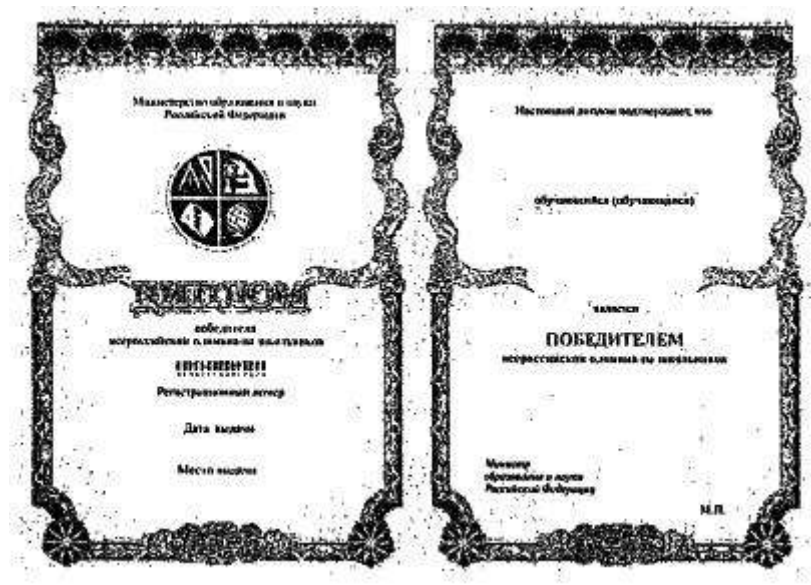 Министерство образования и науки
Российской Федерации
ДИПЛОМ
победителя
всероссийской олимпиады школьников
Регистрационный номер
Дата выдачи
Место выдачи
Настоящий диплом подтверждает, что
обучающийся (обучающаяся)
является
ПОБЕДИТЕЛЕМ
всероссийской олимпиады школьников
Министр
образования и науки
Российской Федерации
М.П.